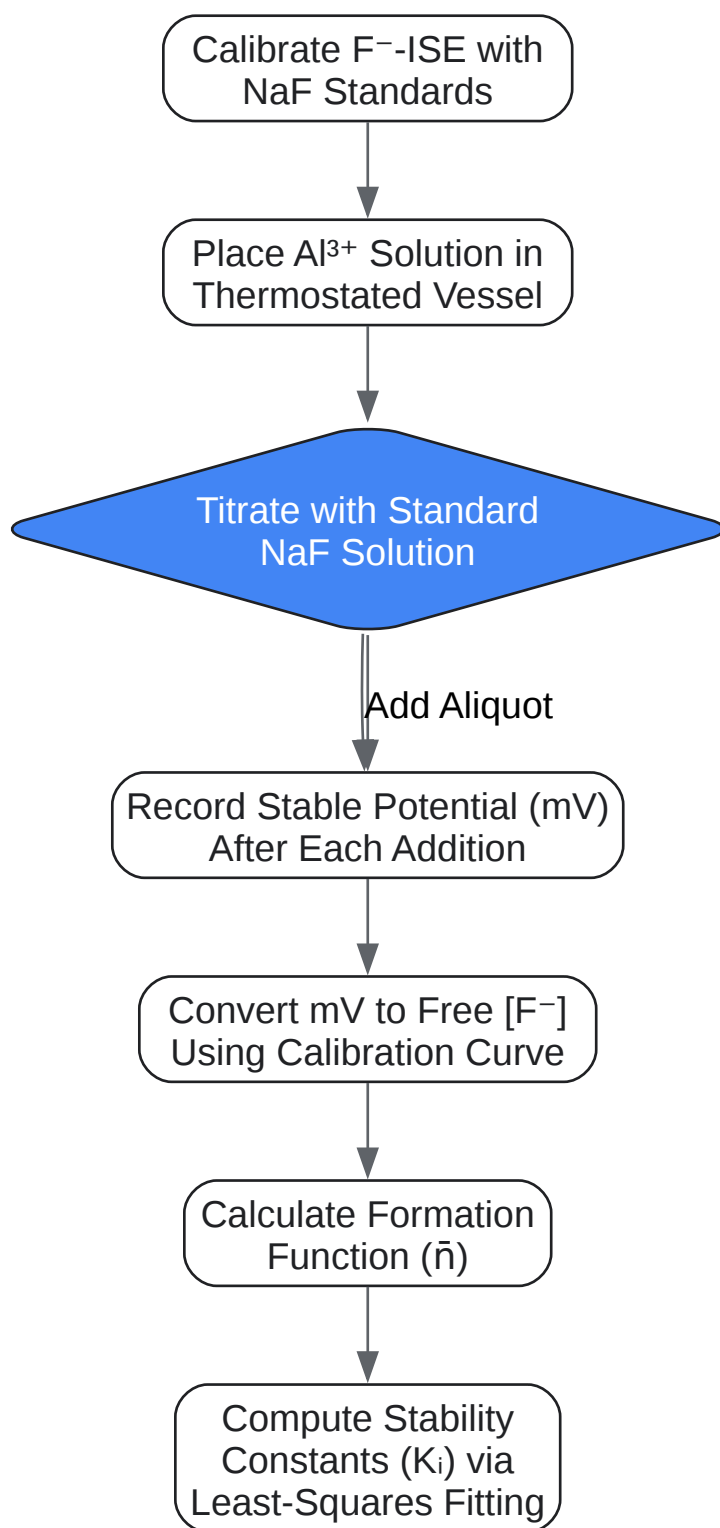 Calibrate F⁻-ISE with
NaF Standards
Place Al³⁺ Solution in
Thermostated Vessel
Titrate with Standard
NaF Solution
Add Aliquot
Record Stable Potential (mV)
After Each Addition
Convert mV to Free [F⁻]
Using Calibration Curve
Calculate Formation
Function (n̄)
Compute Stability
Constants (Kᵢ) via
Least-Squares Fitting